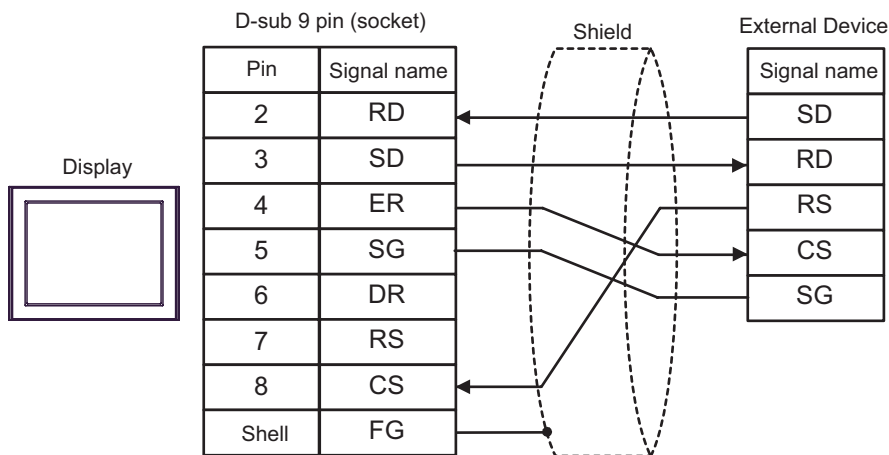 D-sub 9 pin (socket)
Shield
External Device
Pin Signal name
Signal name
2 RD
SD
3 SD
RD
Display
4 ER
RS
5 SG
CS
6 DR
SG
7 RS
8 CS
Shell FG